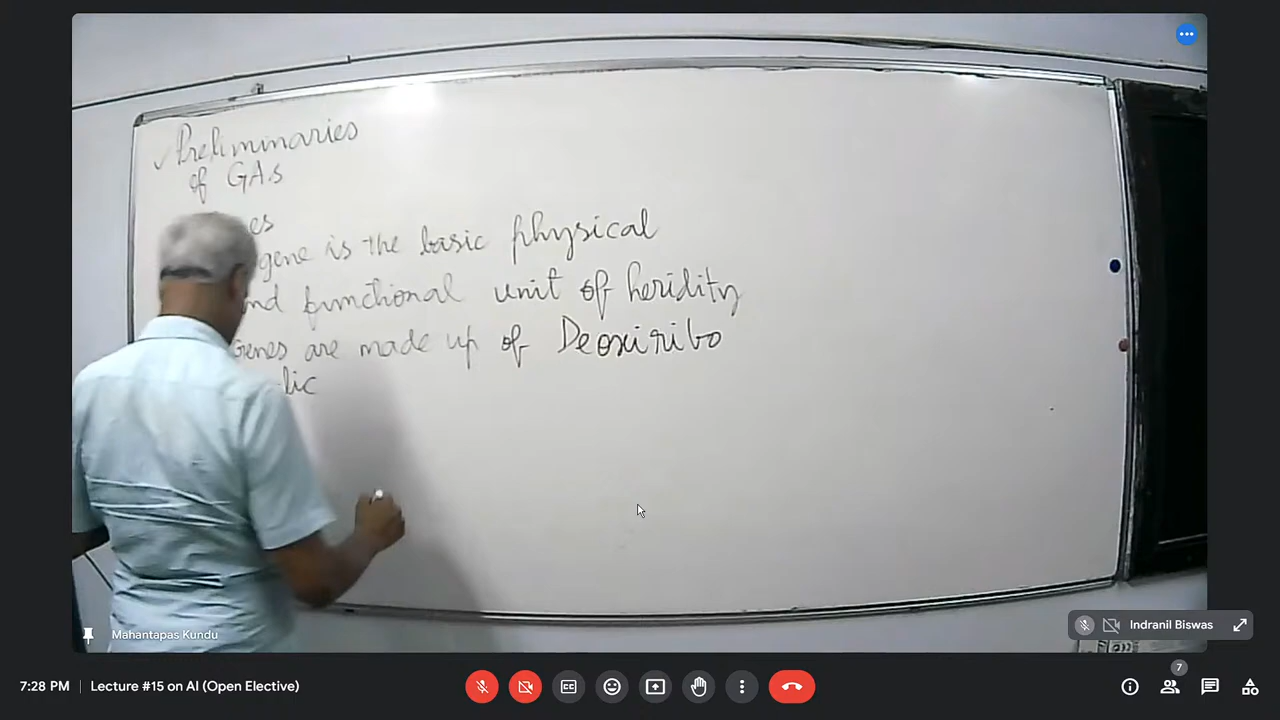 Preliminaries
of GAs
es
gene is the basic physical
nd functional unit of heridity
Genes are made up of Deoxiribo
lic
Mahantapas Kundu
Indranil Biswas
7:28 PM | Lecture #15 on AI (Open Elective)
7